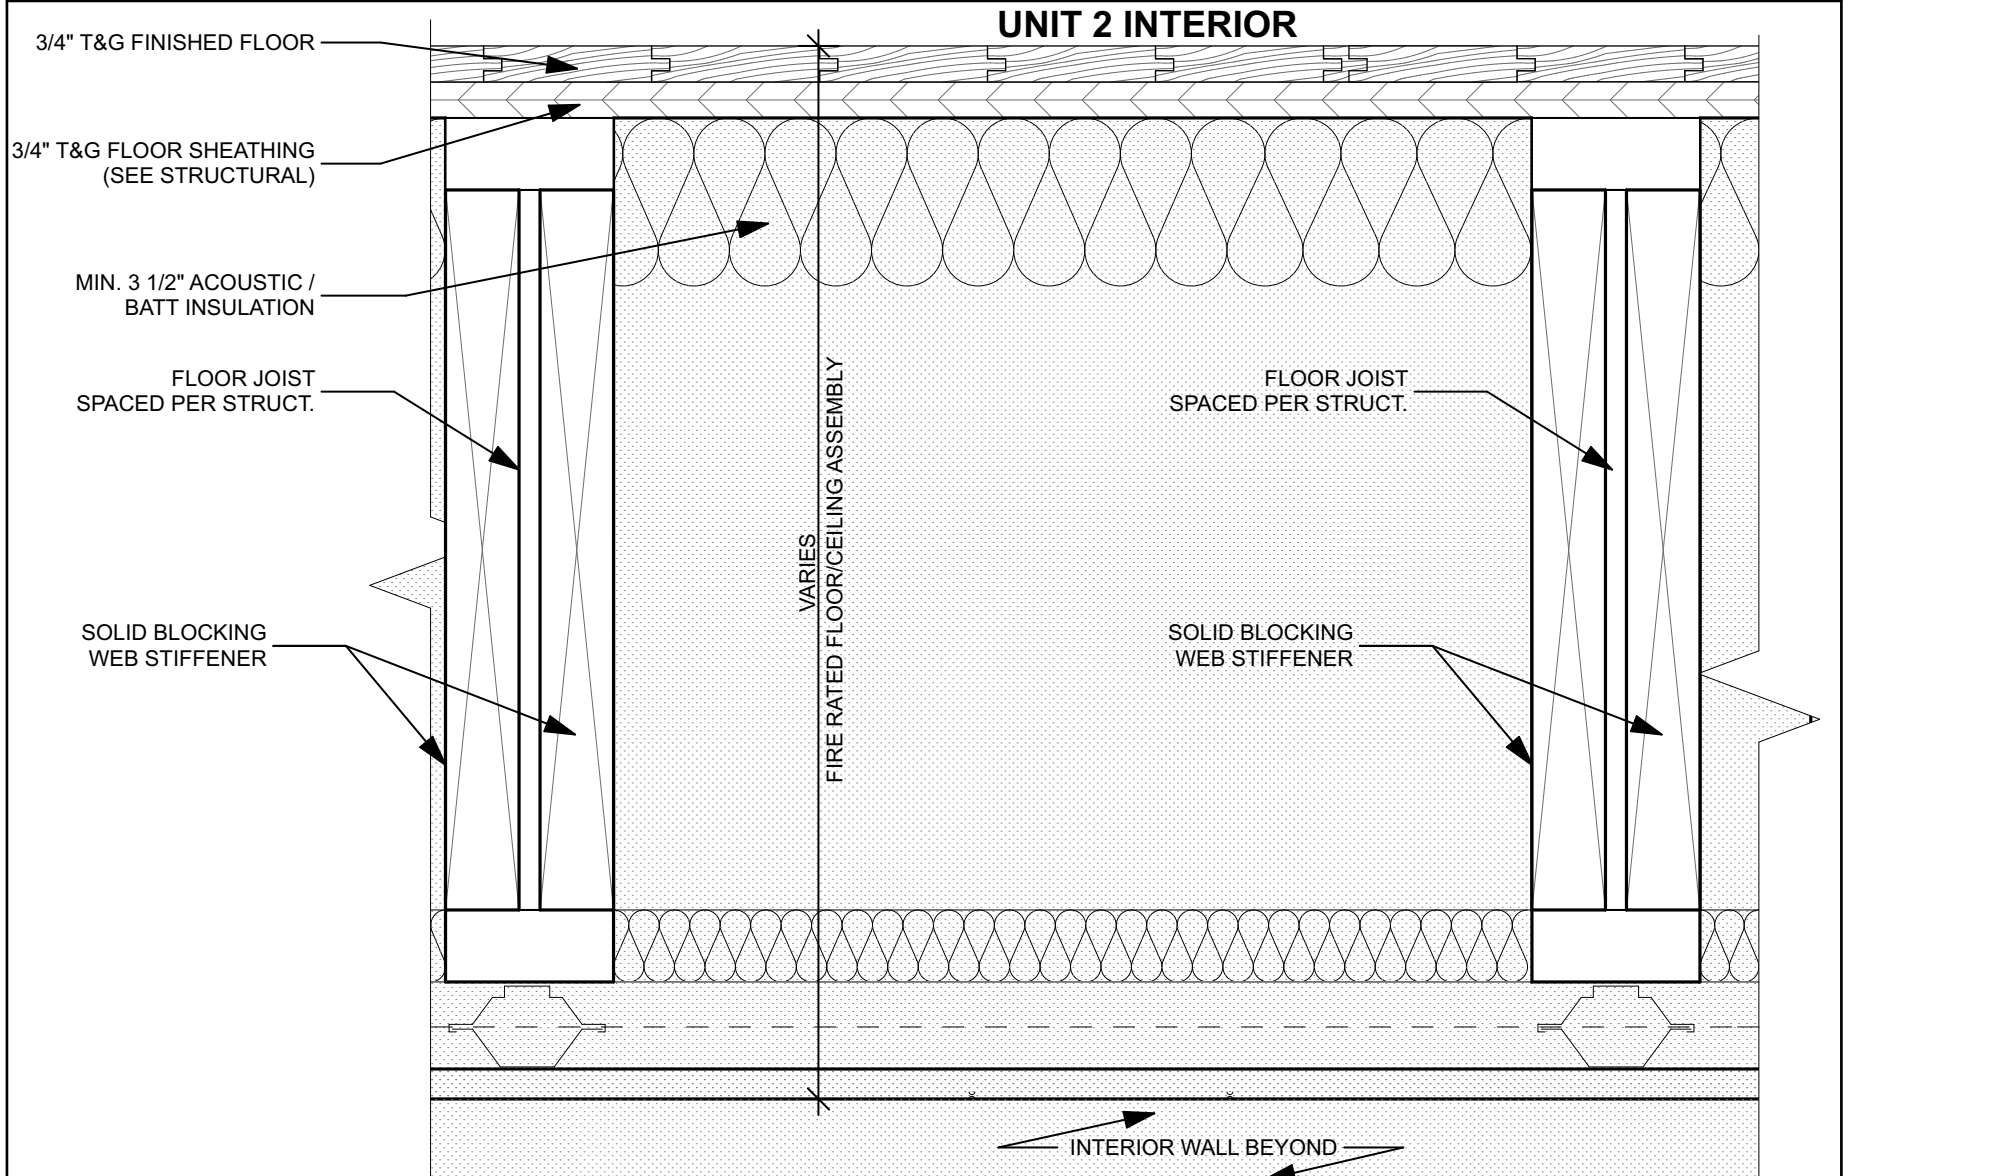 UNIT 2 INTERIOR
3/4" T&G FINISHED FLOOR
3/4" T&G FLOOR SHEATHING
(SEE STRUCTURAL)
MIN. 3 1/2" ACOUSTIC /
BATT INSULATION
FLOOR JOIST
SPACED PER STRUCT.
FLOOR JOIST
SPACED PER STRUCT.
VARIES
FIRE RATED FLOOR/CEILING ASSEMBLY
SOLID BLOCKING
WEB STIFFENER
SOLID BLOCKING
WEB STIFFENER
INTERIOR WALL BEYOND